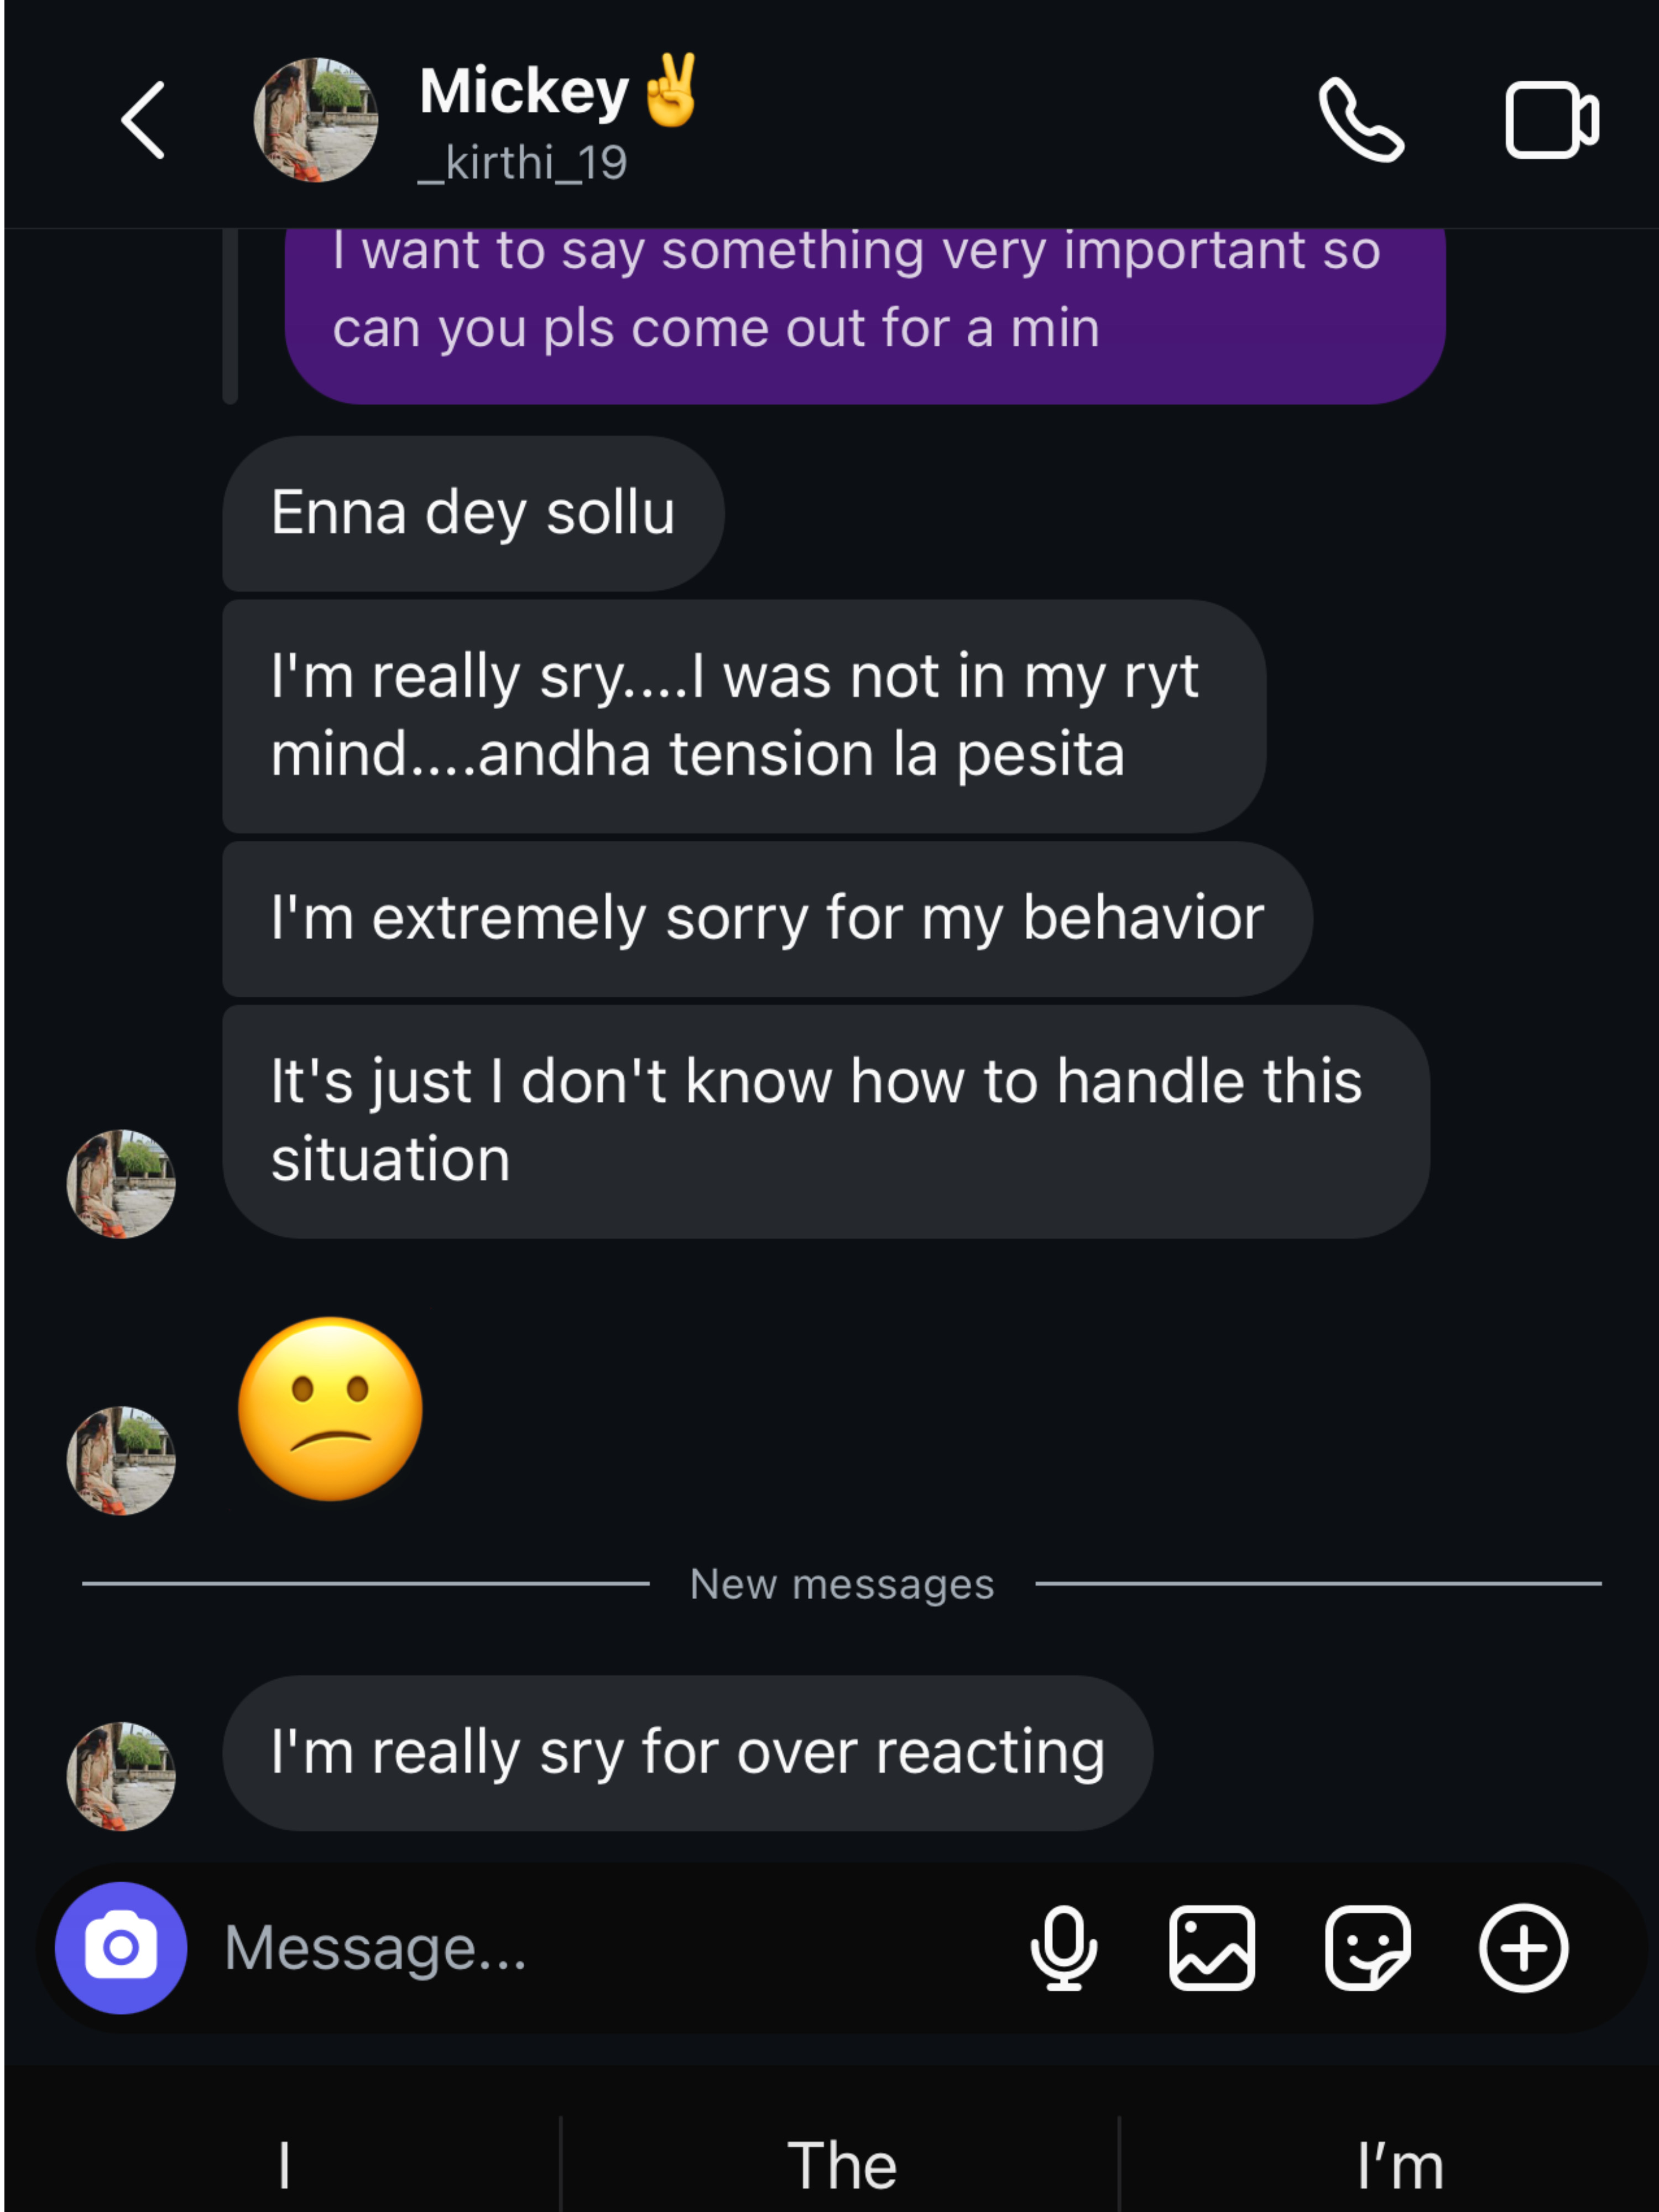 Mickey✌️
_kirthi_19
I want to say something very important so
can you pls come out for a min
Enna dey sollu
I'm really sry....I was not in my ryt
mind....andha tension la pesita
I'm extremely sorry for my behavior
It's just I don't know how to handle this
situation
😕
New messages
I'm really sry for over reacting
Message...
I
The
I’m